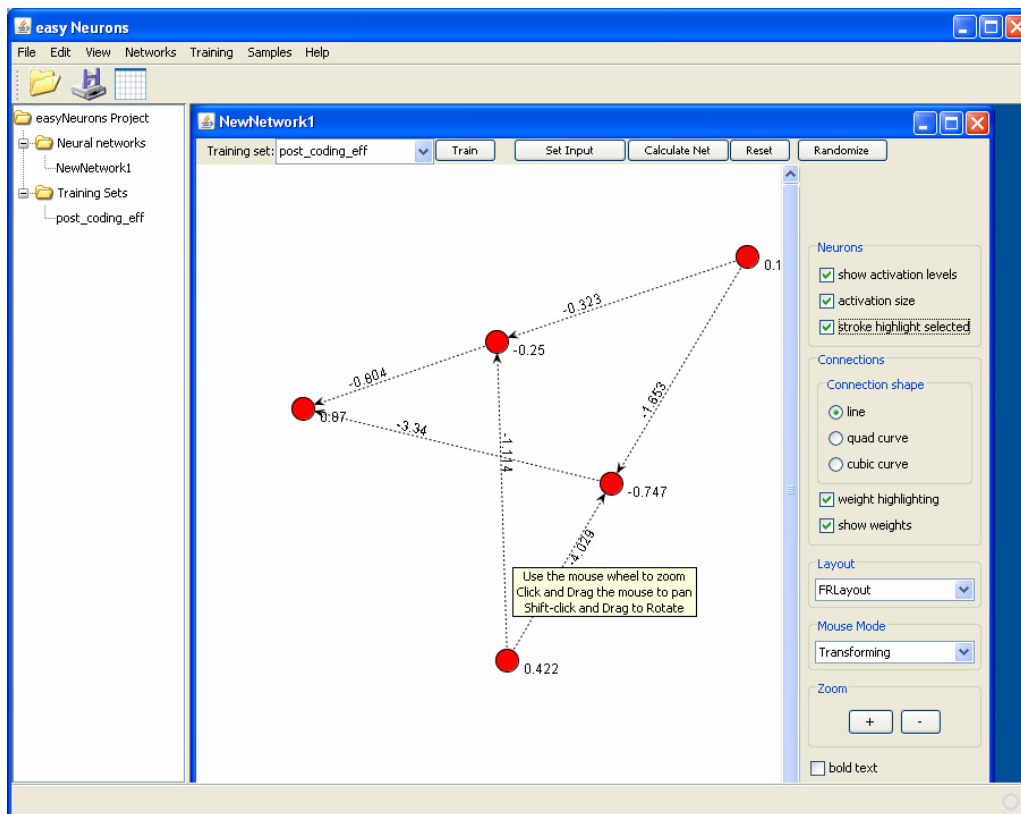 easy Neurons
File Edit View Networks Training Samples Help
easyNeurons Project
Neural networks
NewNetwork1
Training Sets
post_coding_eff
NewNetwork1
Training set: post_coding_eff Train Set Input Calculate Net Reset Randomize
0.1
-0.323
-0.25
-0.804
-1.653
0.87
-3.34
-1.114
-0.747
-4.029
Use the mouse wheel to zoom
Click and Drag the mouse to pan
Shift-click and Drag to Rotate
0.422
Neurons
show activation levels
activation size
stroke highlight selected
Connections
Connection shape
line
quad curve
cubic curve
weight highlighting
show weights
Layout
FRLayout
Mouse Mode
Transforming
Zoom
+ -
bold text